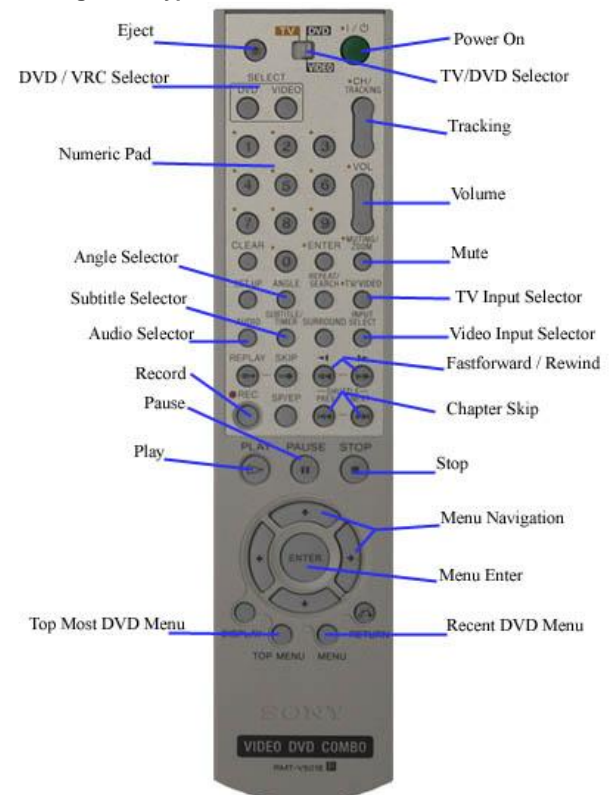 Eject
TV DVD
I / ⏻
Power On
VIDEO
TV/DVD Selector
DVD / VRC Selector
SELECT
DVD VIDEO
CH/
TRACKING
Tracking
1 2 3
Numeric Pad
VOL
4 5 6
Volume
7 8 9
CLEAR 0 ENTER
MUTING/
ZOOM
Mute
Angle Selector
SET UP ANGLE
REPEAT/
SEARCH
TV/VIDEO
TV Input Selector
Subtitle Selector
AUDIO
SUBTITLE/
TIMER
SURROUND
INPUT
SELECT
Audio Selector
Video Input Selector
REPLAY SKIP
Fastforward / Rewind
Record
REC SP/EP
SHUTTLE
PREV NEXT
Chapter Skip
Pause
PLAY PAUSE STOP
Play
Stop
Menu Navigation
ENTER
Menu Enter
Top Most DVD Menu
DISPLAY
RETURN
Recent DVD Menu
TOP MENU MENU
SONY
VIDEO DVD COMBO